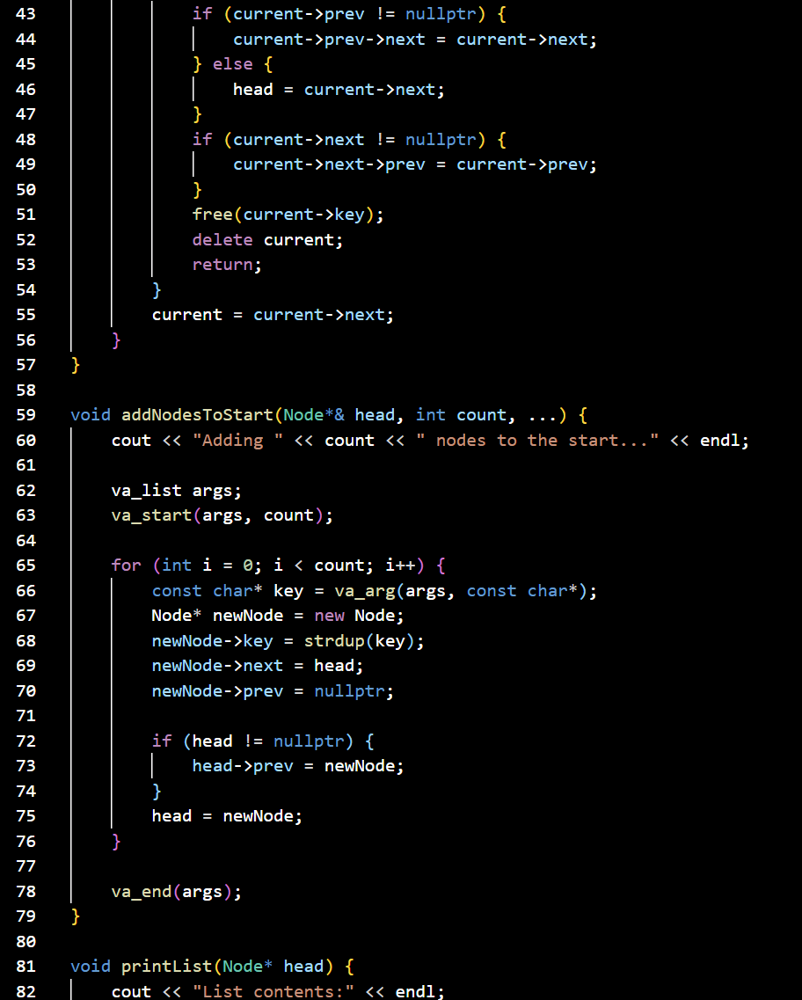 43 if (current->prev != nullptr) {
44 current->prev->next = current->next;
45 } else {
46 head = current->next;
47 }
48 if (current->next != nullptr) {
49 current->next->prev = current->prev;
50 }
51 free(current->key);
52 delete current;
53 return;
54 }
55 current = current->next;
56 }
57 }
58
59 void addNodesToStart(Node*& head, int count, ...) {
60 cout << "Adding " << count << " nodes to the start..." << endl;
61
62 va_list args;
63 va_start(args, count);
64
65 for (int i = 0; i < count; i++) {
66 const char* key = va_arg(args, const char*);
67 Node* newNode = new Node;
68 newNode->key = strdup(key);
69 newNode->next = head;
70 newNode->prev = nullptr;
71
72 if (head != nullptr) {
73 head->prev = newNode;
74 }
75 head = newNode;
76 }
77
78 va_end(args);
79 }
80
81 void printList(Node* head) {
82 cout << "List contents:" << endl;